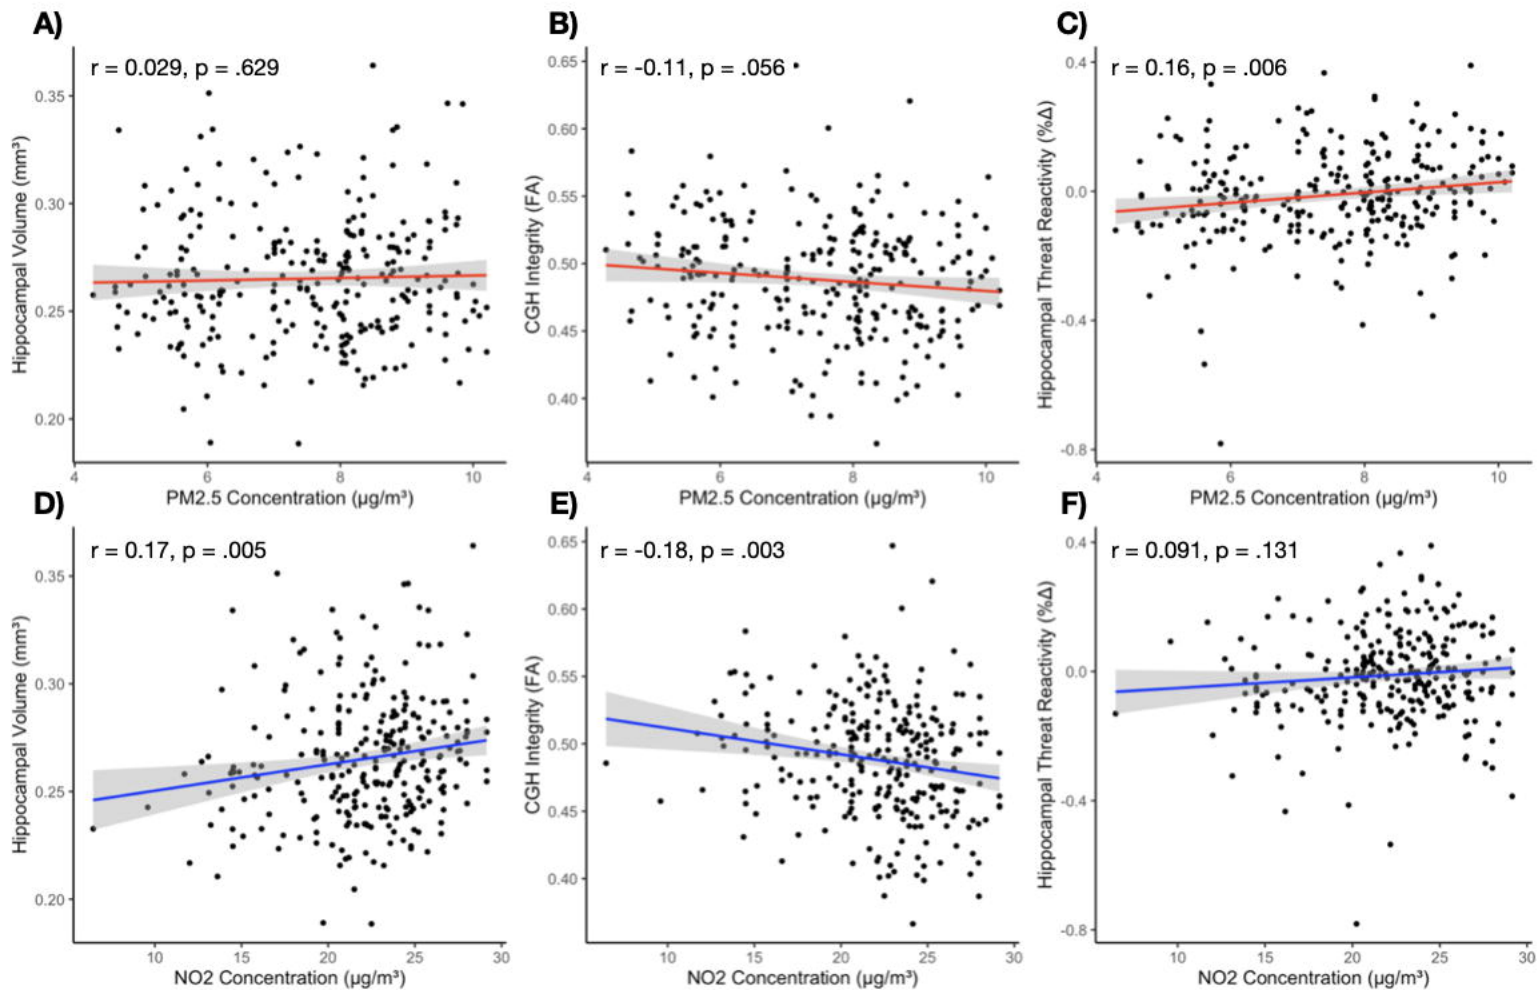 A)
r = 0.029, p = .629
Hippocampal Volume (mm³)
0.35
0.30
0.25
0.20
4 6 8 10
PM2.5 Concentration (µg/m³)
B)
r = -0.11, p = .056
CGH Integrity (FA)
0.65
0.60
0.55
0.50
0.45
0.40
4 6 8 10
PM2.5 Concentration (µg/m³)
C)
r = 0.16, p = .006
Hippocampal Threat Reactivity (%Δ)
0.4
0.0
-0.4
-0.8
4 6 8 10
PM2.5 Concentration (µg/m³)
D)
r = 0.17, p = .005
Hippocampal Volume (mm³)
0.35
0.30
0.25
0.20
10 15 20 25 30
NO2 Concentration (µg/m³)
E)
r = -0.18, p = .003
CGH Integrity (FA)
0.65
0.60
0.55
0.50
0.45
0.40
10 15 20 25 30
NO2 Concentration (µg/m³)
F)
r = 0.091, p = .131
Hippocampal Threat Reactivity (%Δ)
0.4
0.0
-0.4
-0.8
10 15 20 25 30
NO2 Concentration (µg/m³)